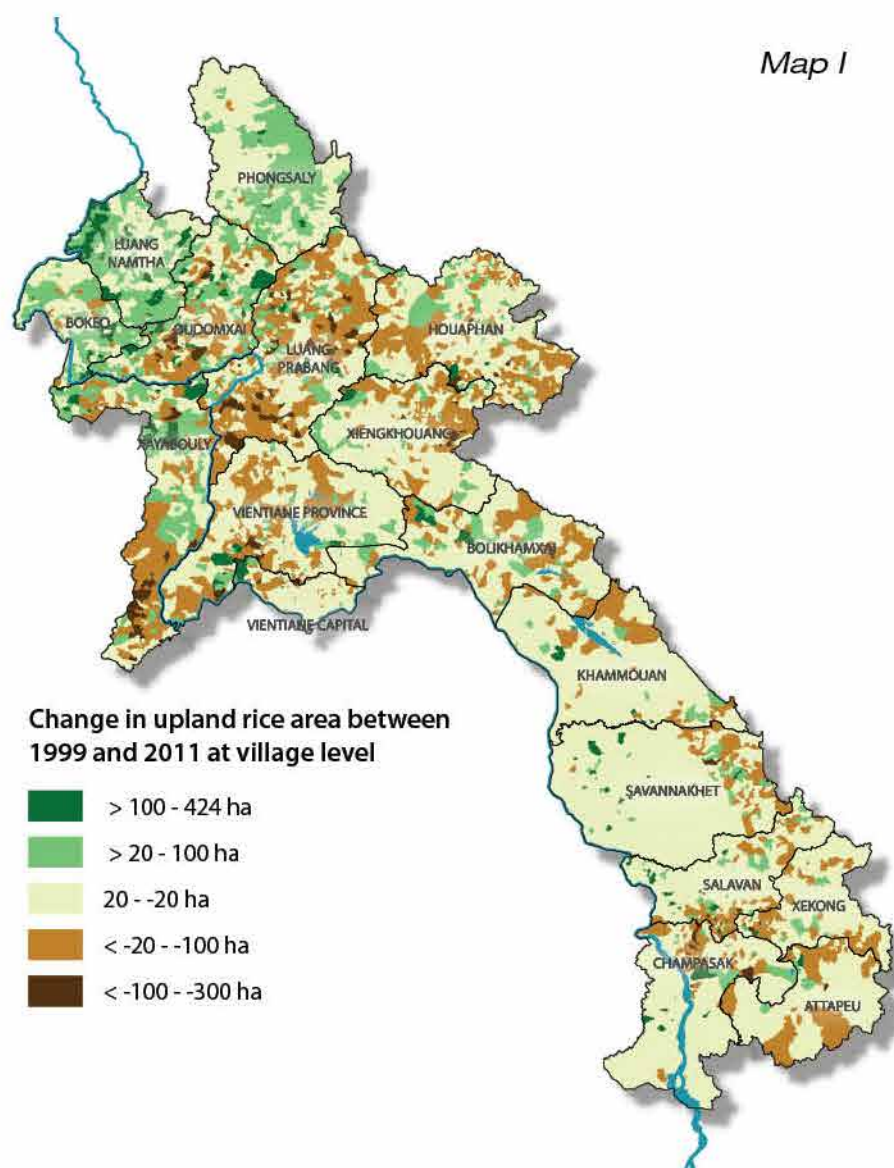 Map I
PHONGSALY
LUANG
NAMTHA
BOKEO
OUDOMXAI
HOUAPHAN
LUANG
PRABANG
XIENGKHOUANG
XAYABOULY
VIENTIANE PROVINCE
BOLIKHAMXAI
VIENTIANE CAPITAL
KHAMMOUAN
Change in upland rice area between
1999 and 2011 at village level
> 100 - 424 ha
> 20 - 100 ha
20 - -20 ha
< -20 - -100 ha
< -100 - -300 ha
SAVANNAKHET
SALAVAN
XEKONG
CHAMPASAK
ATTAPEU